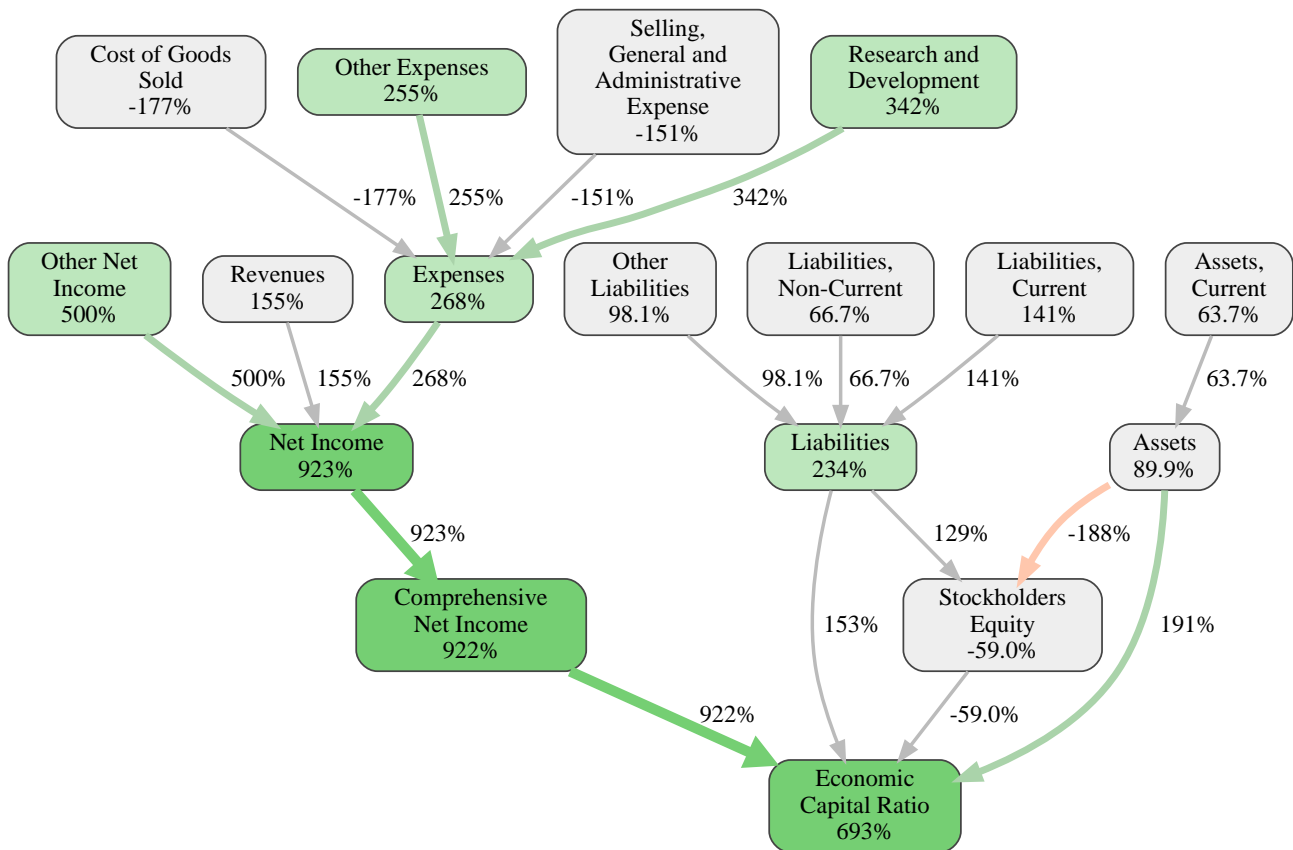 Cost of Goods
Sold
-177%
Other Expenses
255%
Selling,
General and
Administrative
Expense
-151%
Research and
Development
342%
-177%
255%
-151%
342%
Other Net
Income
500%
Revenues
155%
Expenses
268%
Other
Liabilities
98.1%
Liabilities,
Non-Current
66.7%
Liabilities,
Current
141%
Assets,
Current
63.7%
500%
155%
268%
98.1%
66.7%
141%
63.7%
Net Income
923%
Liabilities
234%
Assets
89.9%
923%
129%
-188%
Comprehensive
Net Income
922%
153%
Stockholders
Equity
-59.0%
191%
922%
-59.0%
Economic
Capital Ratio
693%